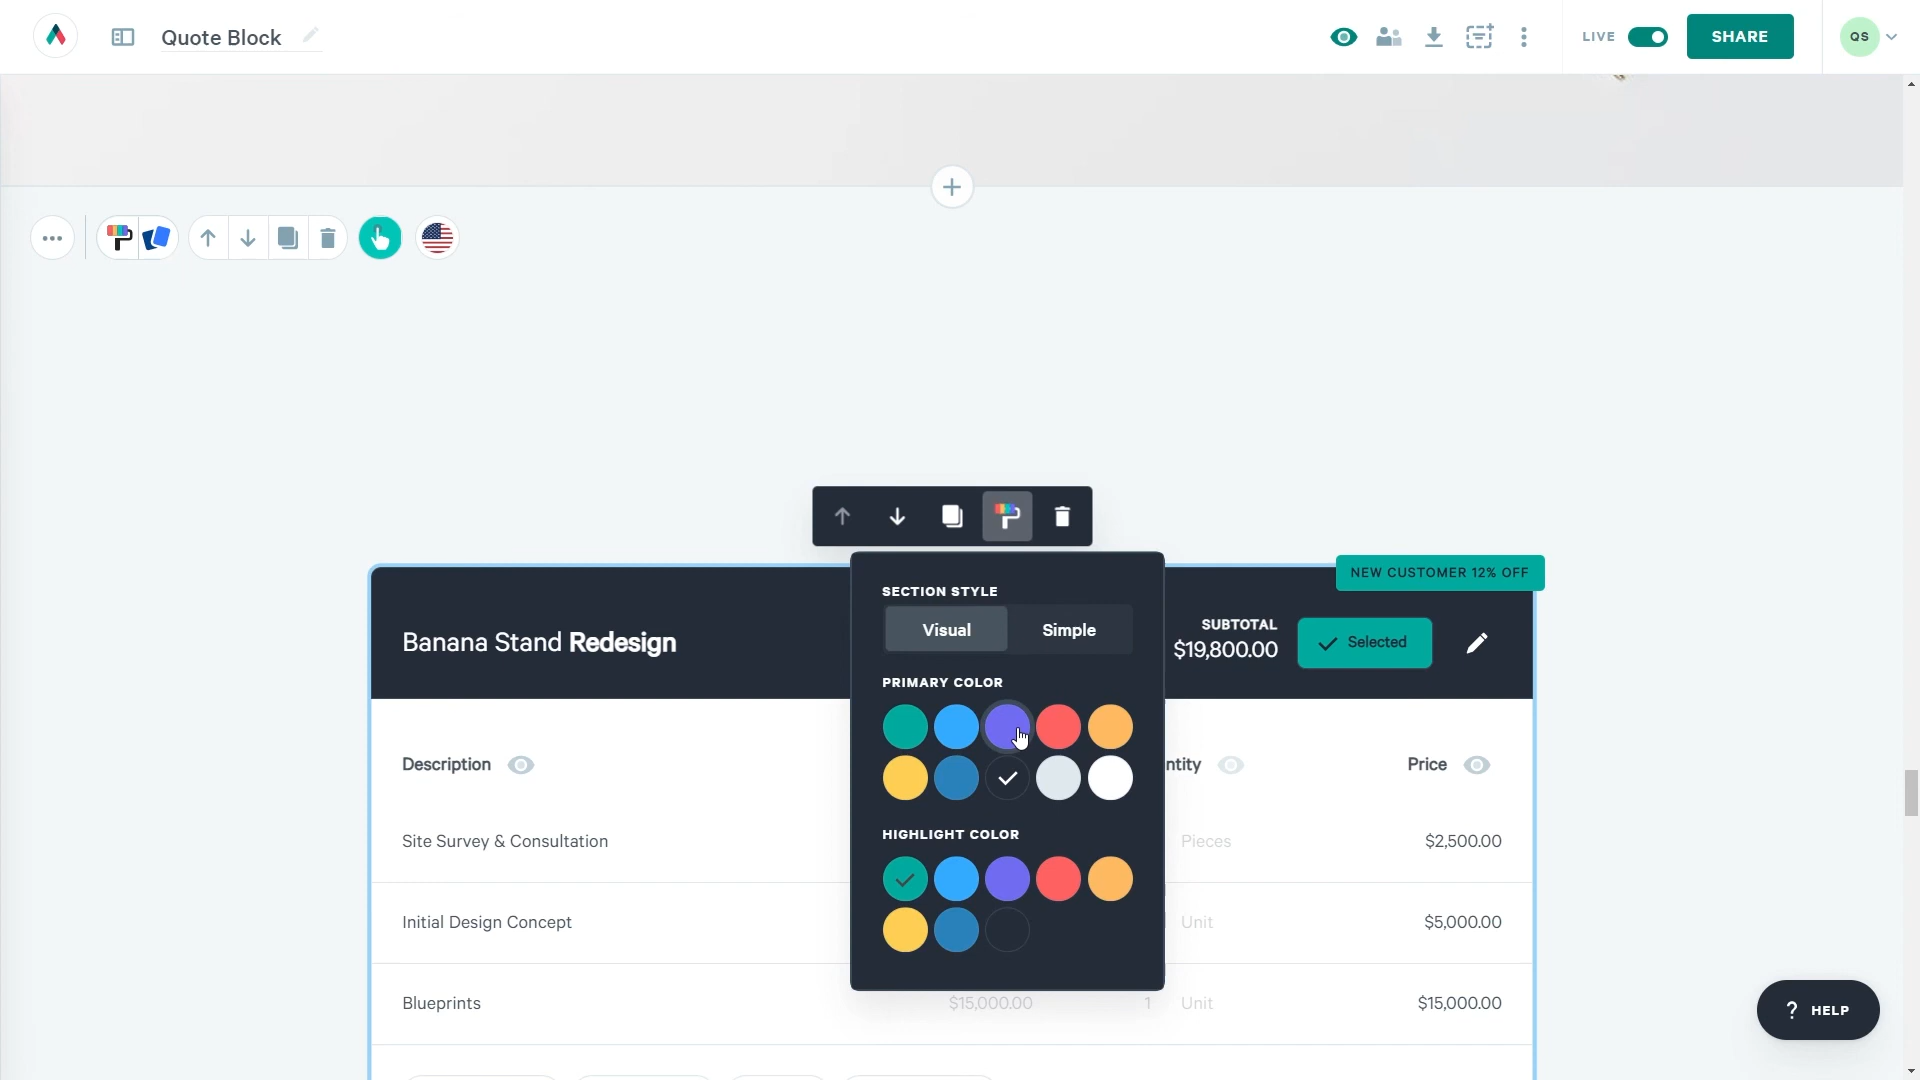 Quote Block
LIVE
SHARE
QS
NEW CUSTOMER 12% OFF
SECTION STYLE
Visual
Simple
Banana Stand Redesign
SUBTOTAL
$19,800.00
Selected
PRIMARY COLOR
Description
ntity
Price
HIGHLIGHT COLOR
Site Survey & Consultation
Pieces
$2,500.00
Initial Design Concept
Unit
$5,000.00
Blueprints
$15,000.00
1
Unit
$15,000.00
? HELP